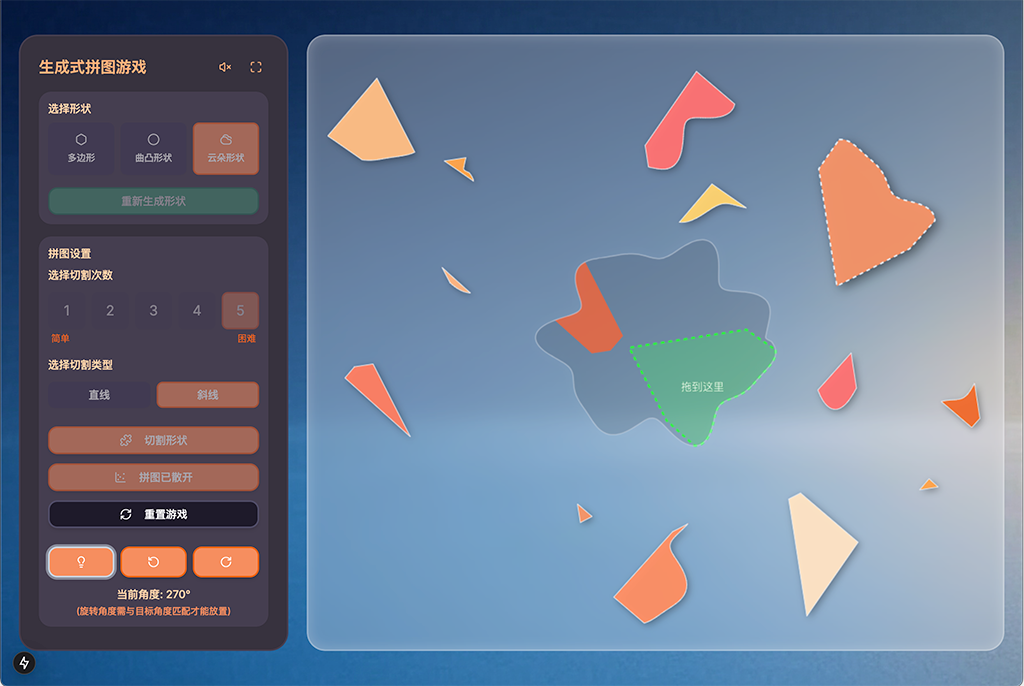 生成式拼图游戏
选择形状
多边形
曲凸形状
云朵形状
重新生成形状
拼图设置
选择切割次数
1 2 3 4 5
简单 困难
选择切割类型
直线 斜线
切割形状
拼图已散开
重置游戏
当前角度: 270°
(旋转角度需与目标角度匹配才能放置)
拖到这里